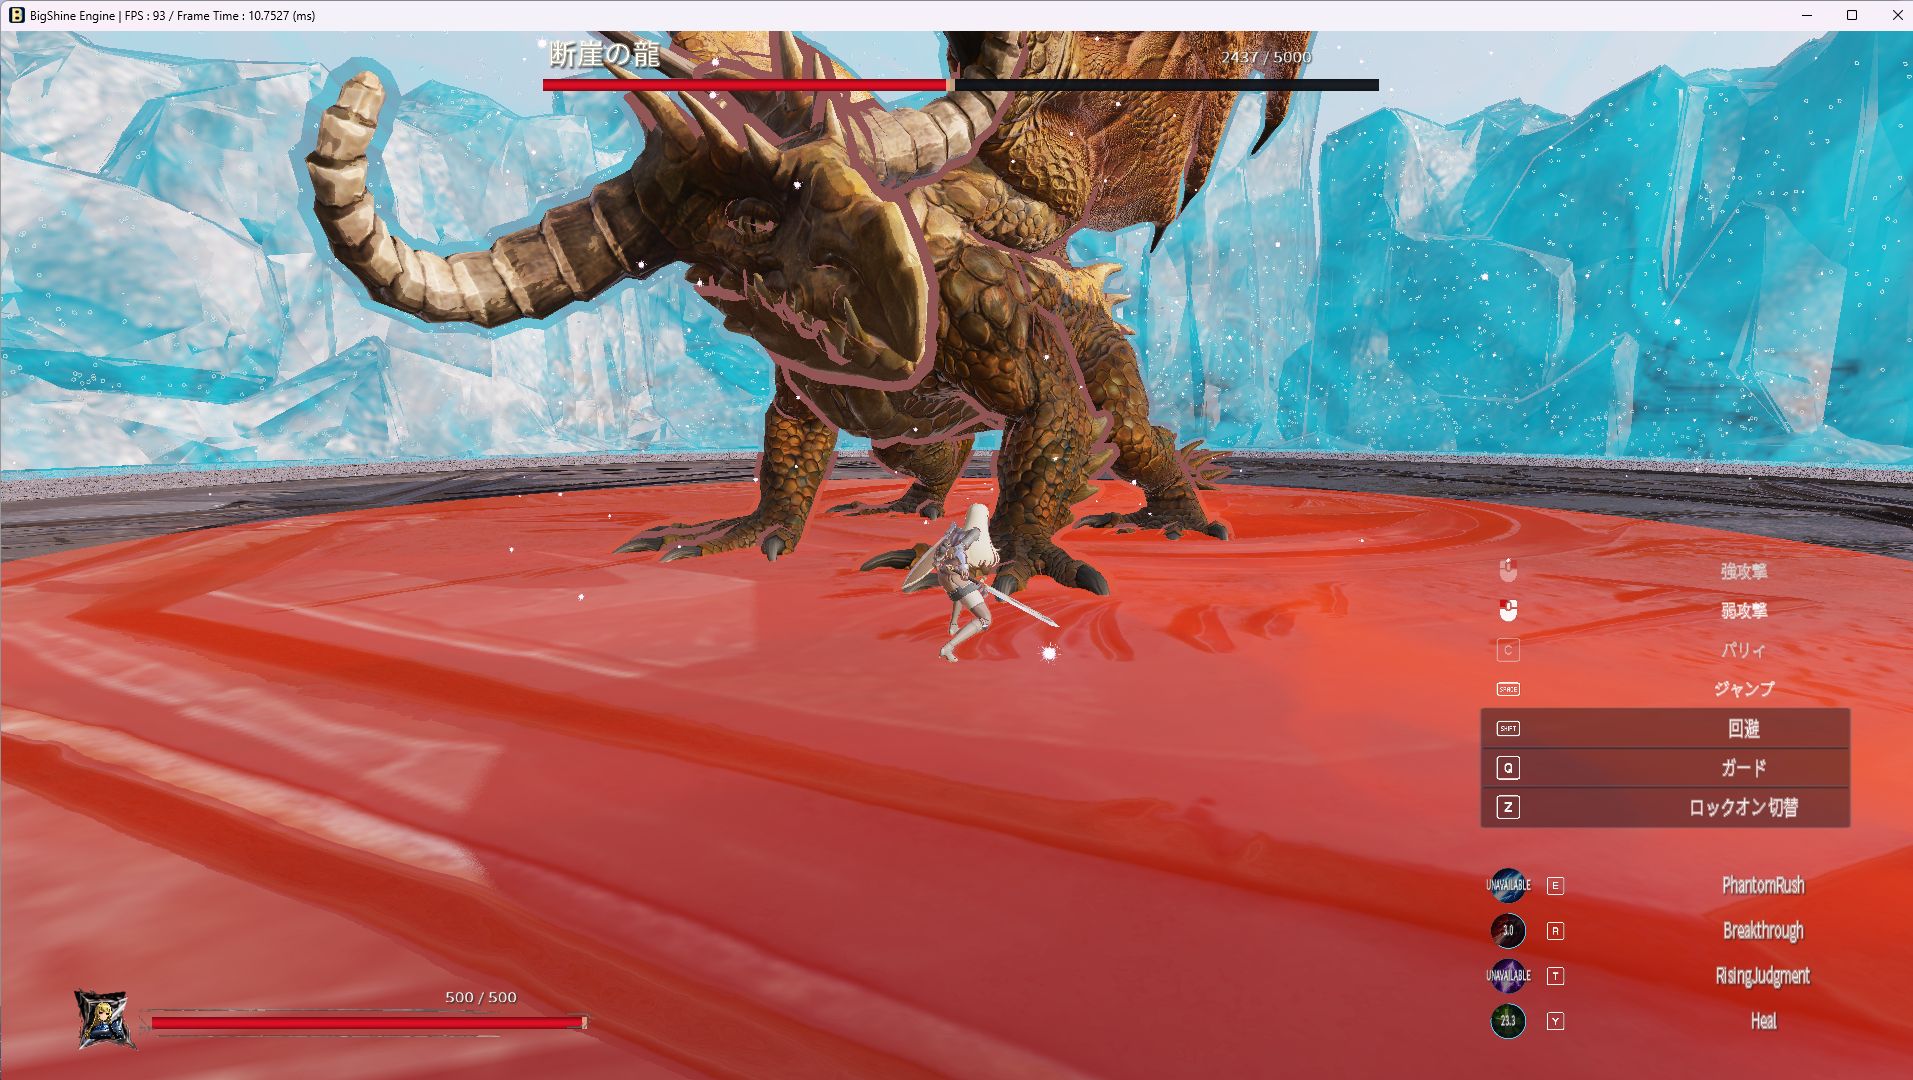 BigShine Engine | FPS : 93 / Frame Time : 10.7527 (ms)
断崖の龍
2437 / 5000
強攻撃
弱攻撃
C パリィ
SPACE ジャンプ
SHIFT 回避
Q ガード
Z ロックオン切替
UNAVAILABLE E PhantomRush
3.0 R Breakthrough
UNAVAILABLE T RisingJudgment
23.3 Y Heal
500 / 500